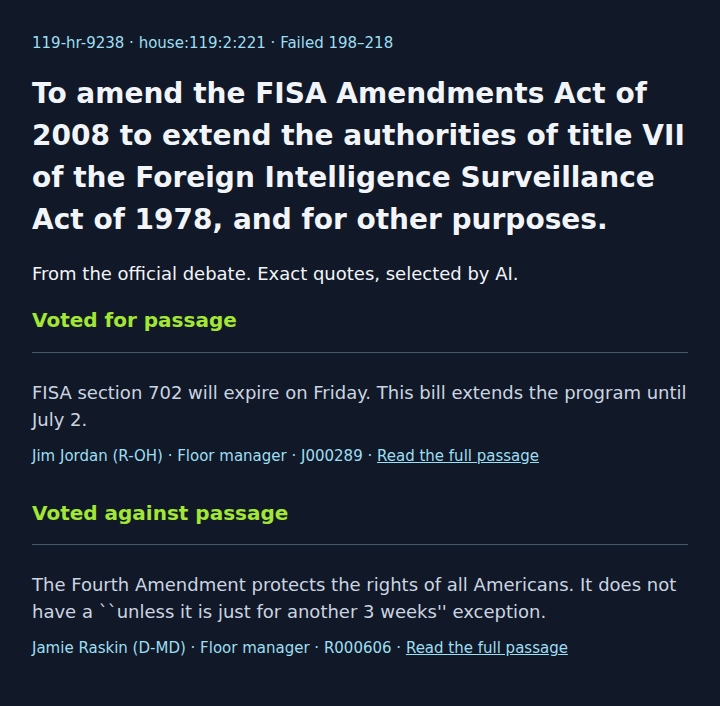 119-hr-9238 · house:119:2:221 · Failed 198–218
To amend the FISA Amendments Act of
2008 to extend the authorities of title VII
of the Foreign Intelligence Surveillance
Act of 1978, and for other purposes.
From the official debate. Exact quotes, selected by AI.
Voted for passage
FISA section 702 will expire on Friday. This bill extends the program until
July 2.
Jim Jordan (R-OH) · Floor manager · J000289 · Read the full passage
Voted against passage
The Fourth Amendment protects the rights of all Americans. It does not
have a ``unless it is just for another 3 weeks'' exception.
Jamie Raskin (D-MD) · Floor manager · R000606 · Read the full passage